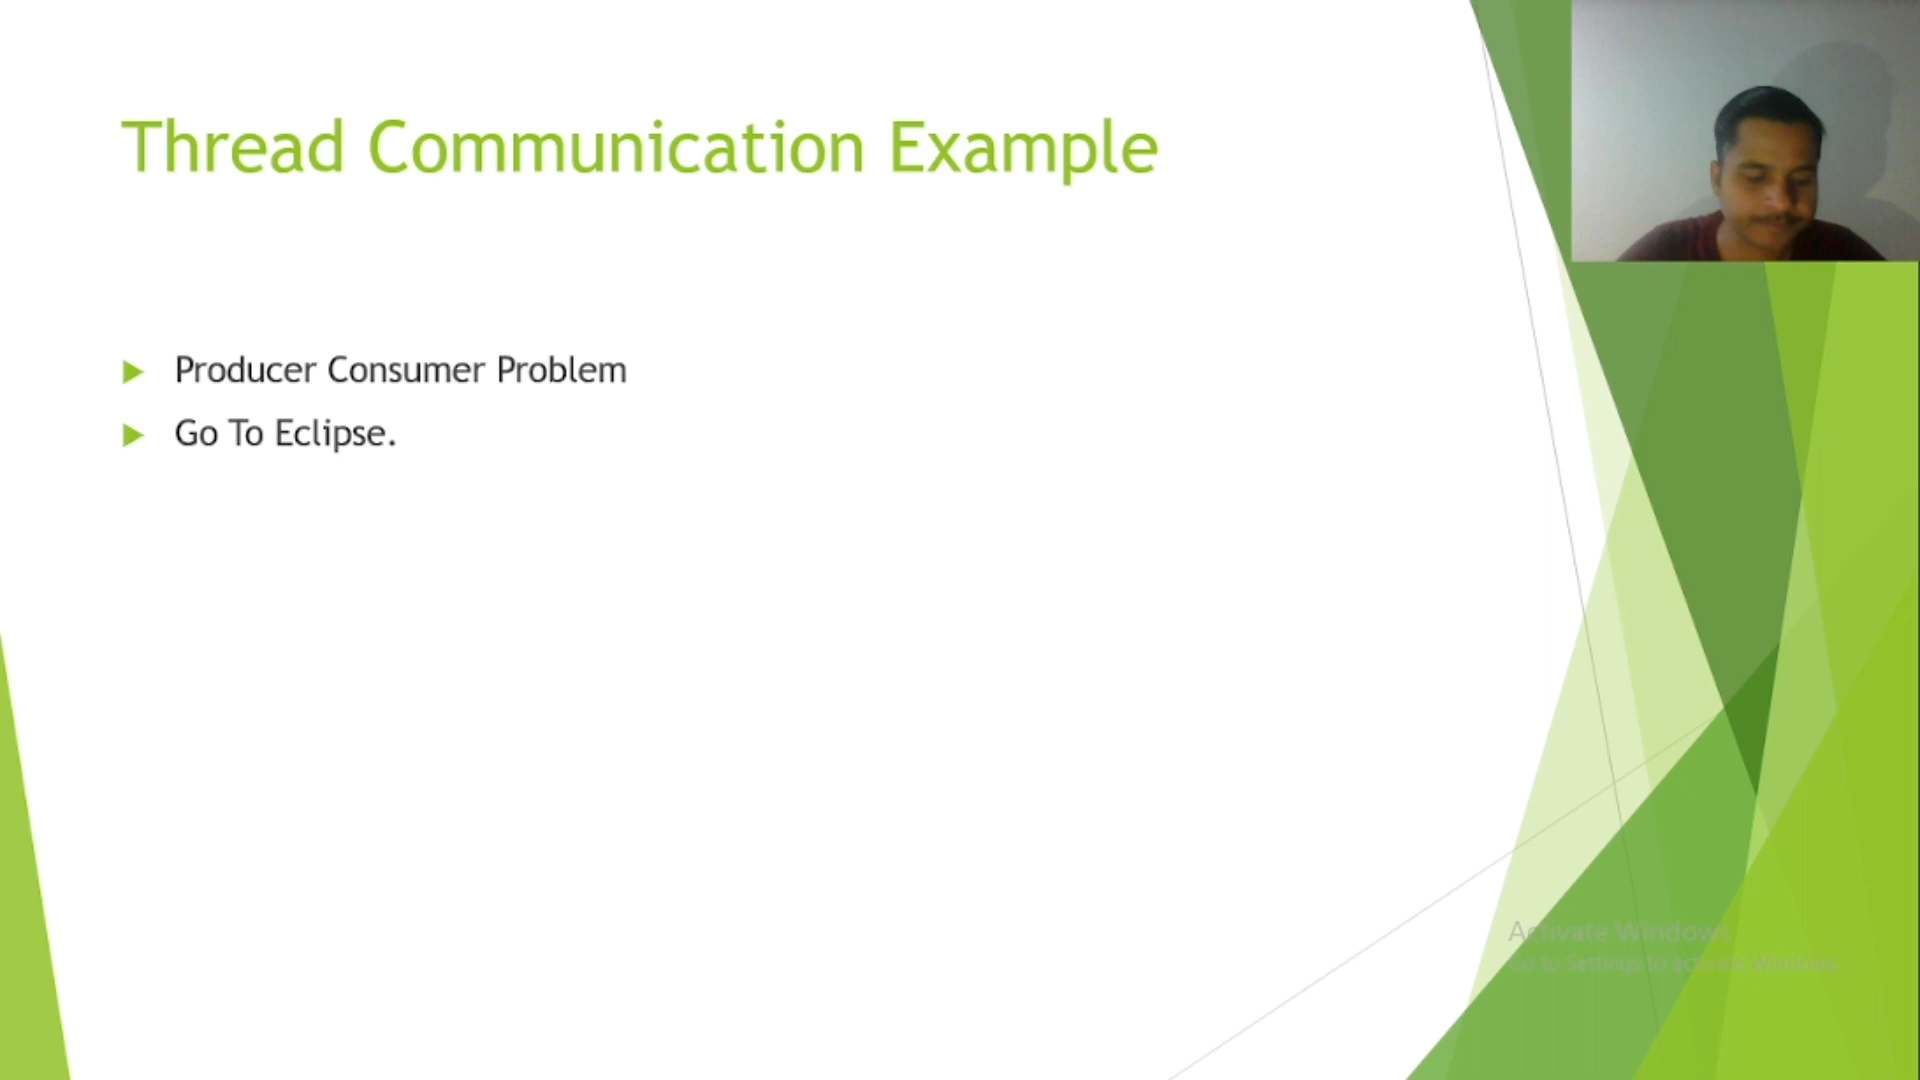 Thread Communication Example
Producer Consumer Problem
Go To Eclipse.
Activate Windows
Go to Settings to activate Windows.